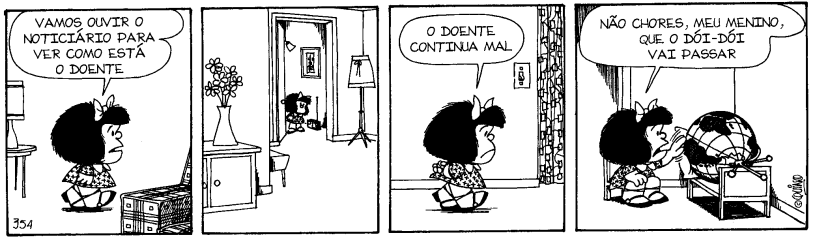 VAMOS OUVIR O
NOTICIÁRIO PARA
VER COMO ESTÁ
O DOENTE
354
O DOENTE
CONTINUA MAL
NÃO CHORES, MEU MENINO,
QUE O DÓI-DÓI
VAI PASSAR
©QUINO